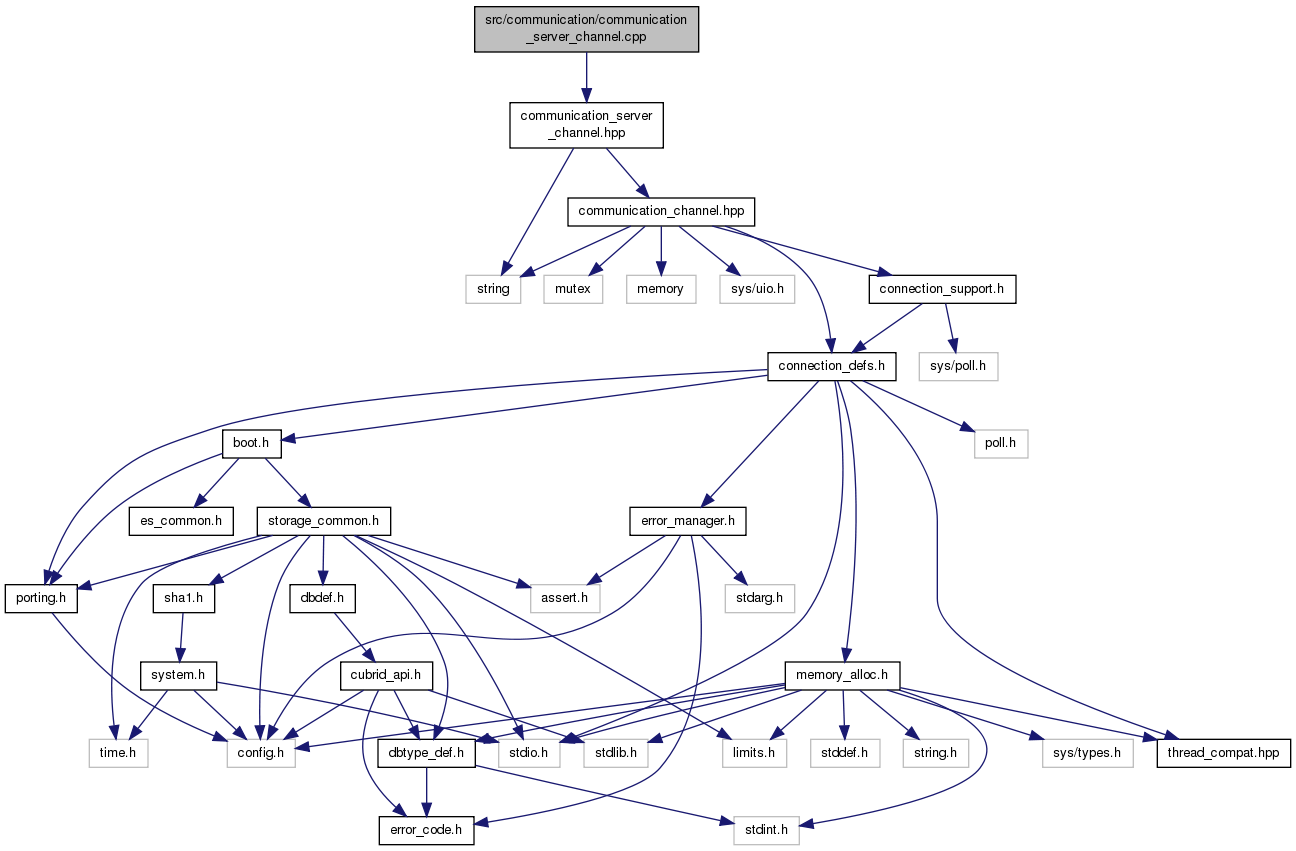 src/communication/communication
_server_channel.cpp
communication_server
_channel.hpp
communication_channel.hpp
string
mutex
memory
sys/uio.h
connection_support.h
connection_defs.h
sys/poll.h
boot.h
poll.h
es_common.h
storage_common.h
error_manager.h
porting.h
sha1.h
dbdef.h
assert.h
stdarg.h
system.h
cubrid_api.h
memory_alloc.h
time.h
config.h
dbtype_def.h
stdio.h
stdlib.h
limits.h
stddef.h
string.h
sys/types.h
thread_compat.hpp
error_code.h
stdint.h